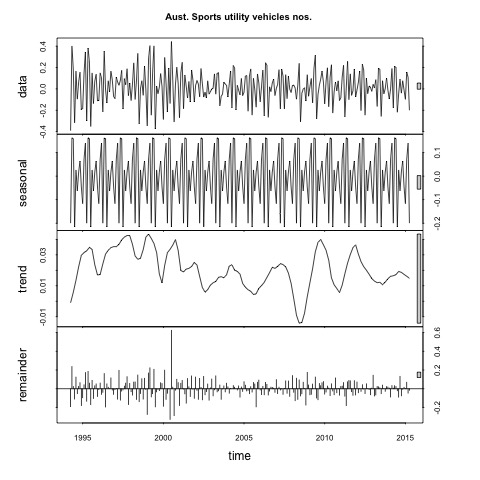 Aust. Sports utility vehicles nos.
data
-0.4 -0.2 0.0 0.2 0.4
seasonal
-0.2 -0.1 0.0 0.1
trend
-0.01 0.01 0.03
remainder
-0.2 0.2 0.4 0.6
1995 2000 2005 2010 2015
time